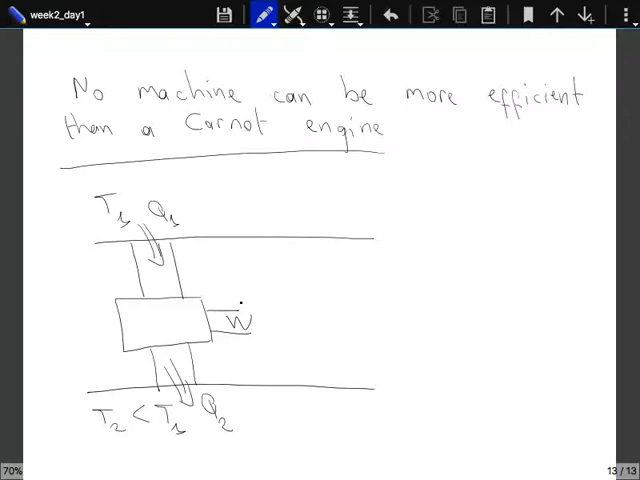 week2_day1
No machine can be more efficient
than a Carnot engine
T1 Q1
W
T2 < T1 Q2
70%
13 / 13